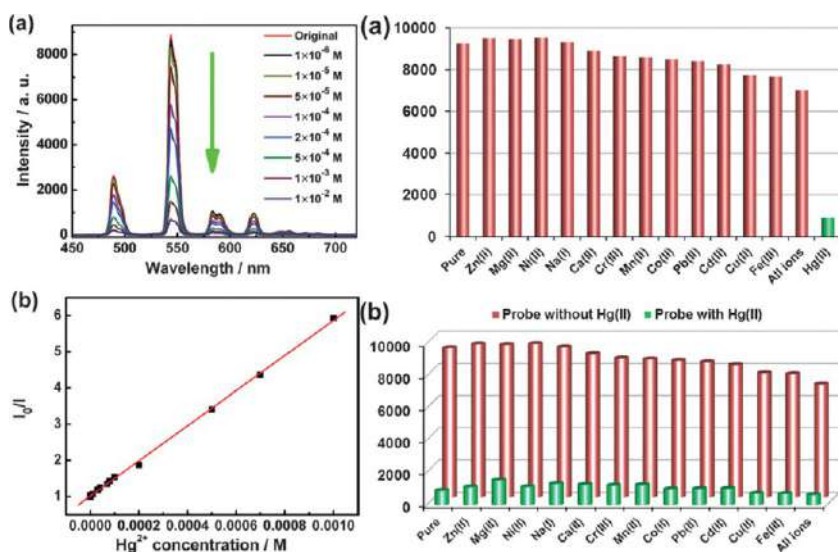 (a)
Intensity / a. u.
8000
6000
4000
2000
0
450 500 550 600 650 700
Wavelength / nm
Original
1×10⁻⁶ M
1×10⁻⁵ M
5×10⁻⁵ M
1×10⁻⁴ M
2×10⁻⁴ M
5×10⁻⁴ M
1×10⁻³ M
1×10⁻² M
(a)
10000
8000
6000
4000
2000
0
Pure Zn(II) Mg(II) Ni(II) Na(I) Ca(II) Cr(III) Mn(II) Co(II) Pb(II) Cd(II) Cu(II) Fe(III) All ions Hg(II)
(b)
I₀/I
6
5
4
3
2
1
0.0000 0.0002 0.0004 0.0006 0.0008 0.0010
Hg²⁺ concentration / M
(b)
Probe without Hg(II) Probe with Hg(II)
10000
8000
6000
4000
2000
0
Pure Zn(II) Mg(II) Ni(II) Na(I) Ca(II) Cr(III) Mn(II) Co(II) Pb(II) Cd(II) Cu(II) Fe(III) All ions